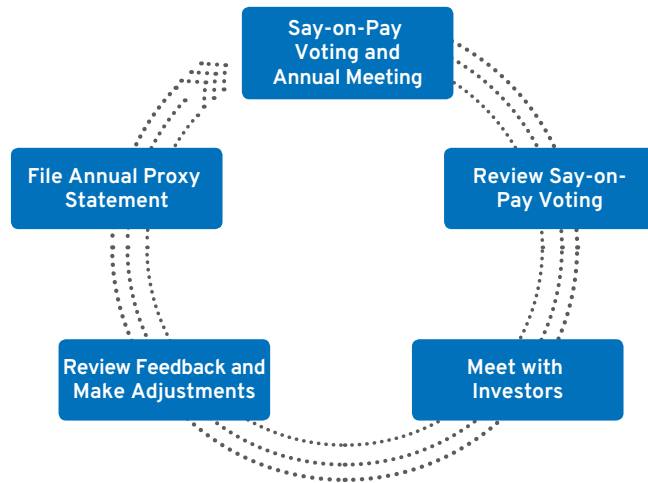 Say-on-Pay
Voting and
Annual Meeting
Review Say-on-
Pay Voting
Meet with
Investors
Review Feedback and
Make Adjustments
File Annual Proxy
Statement